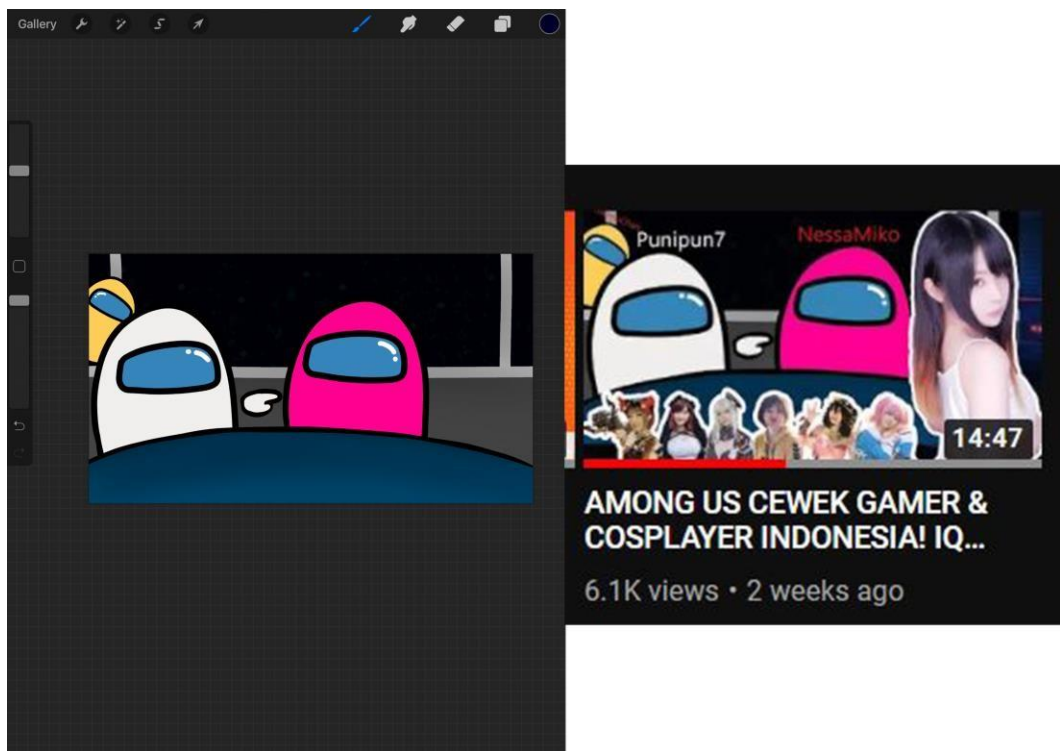 Gallery
Punipun7
NessaMiko
14:47
AMONG US CEWEK GAMER &
COSPLAYER INDONESIA! IQ...
6.1K views • 2 weeks ago